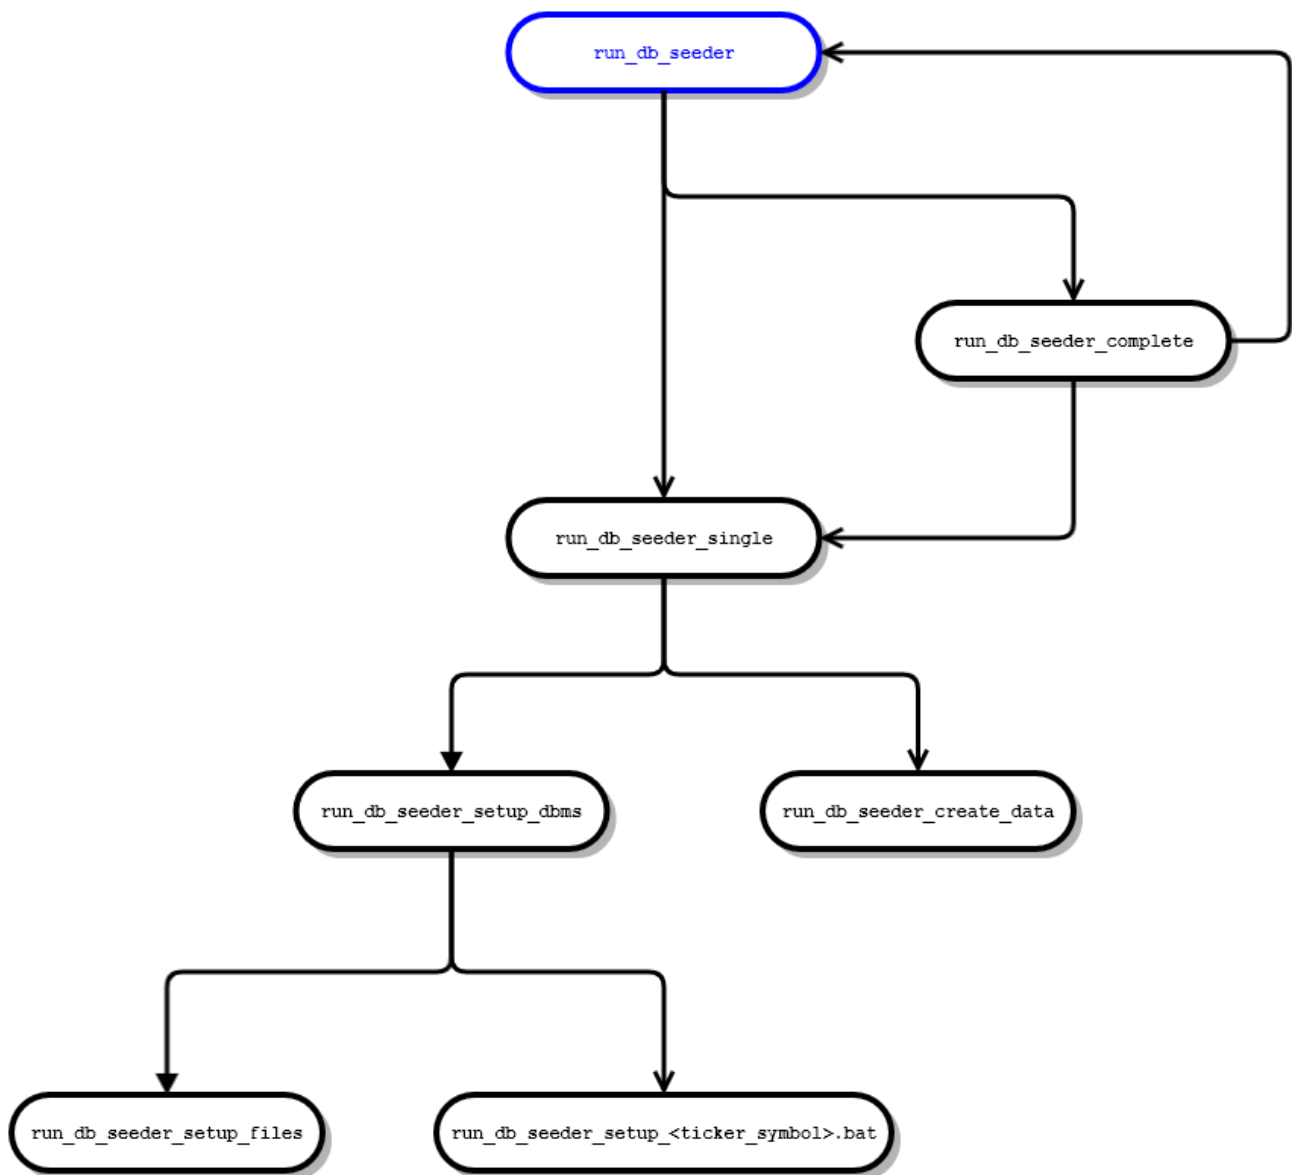 run_db_seeder
run_db_seeder_complete
run_db_seeder_single
run_db_seeder_setup_dbms
run_db_seeder_create_data
run_db_seeder_setup_files
run_db_seeder_setup_<ticker_symbol>.bat